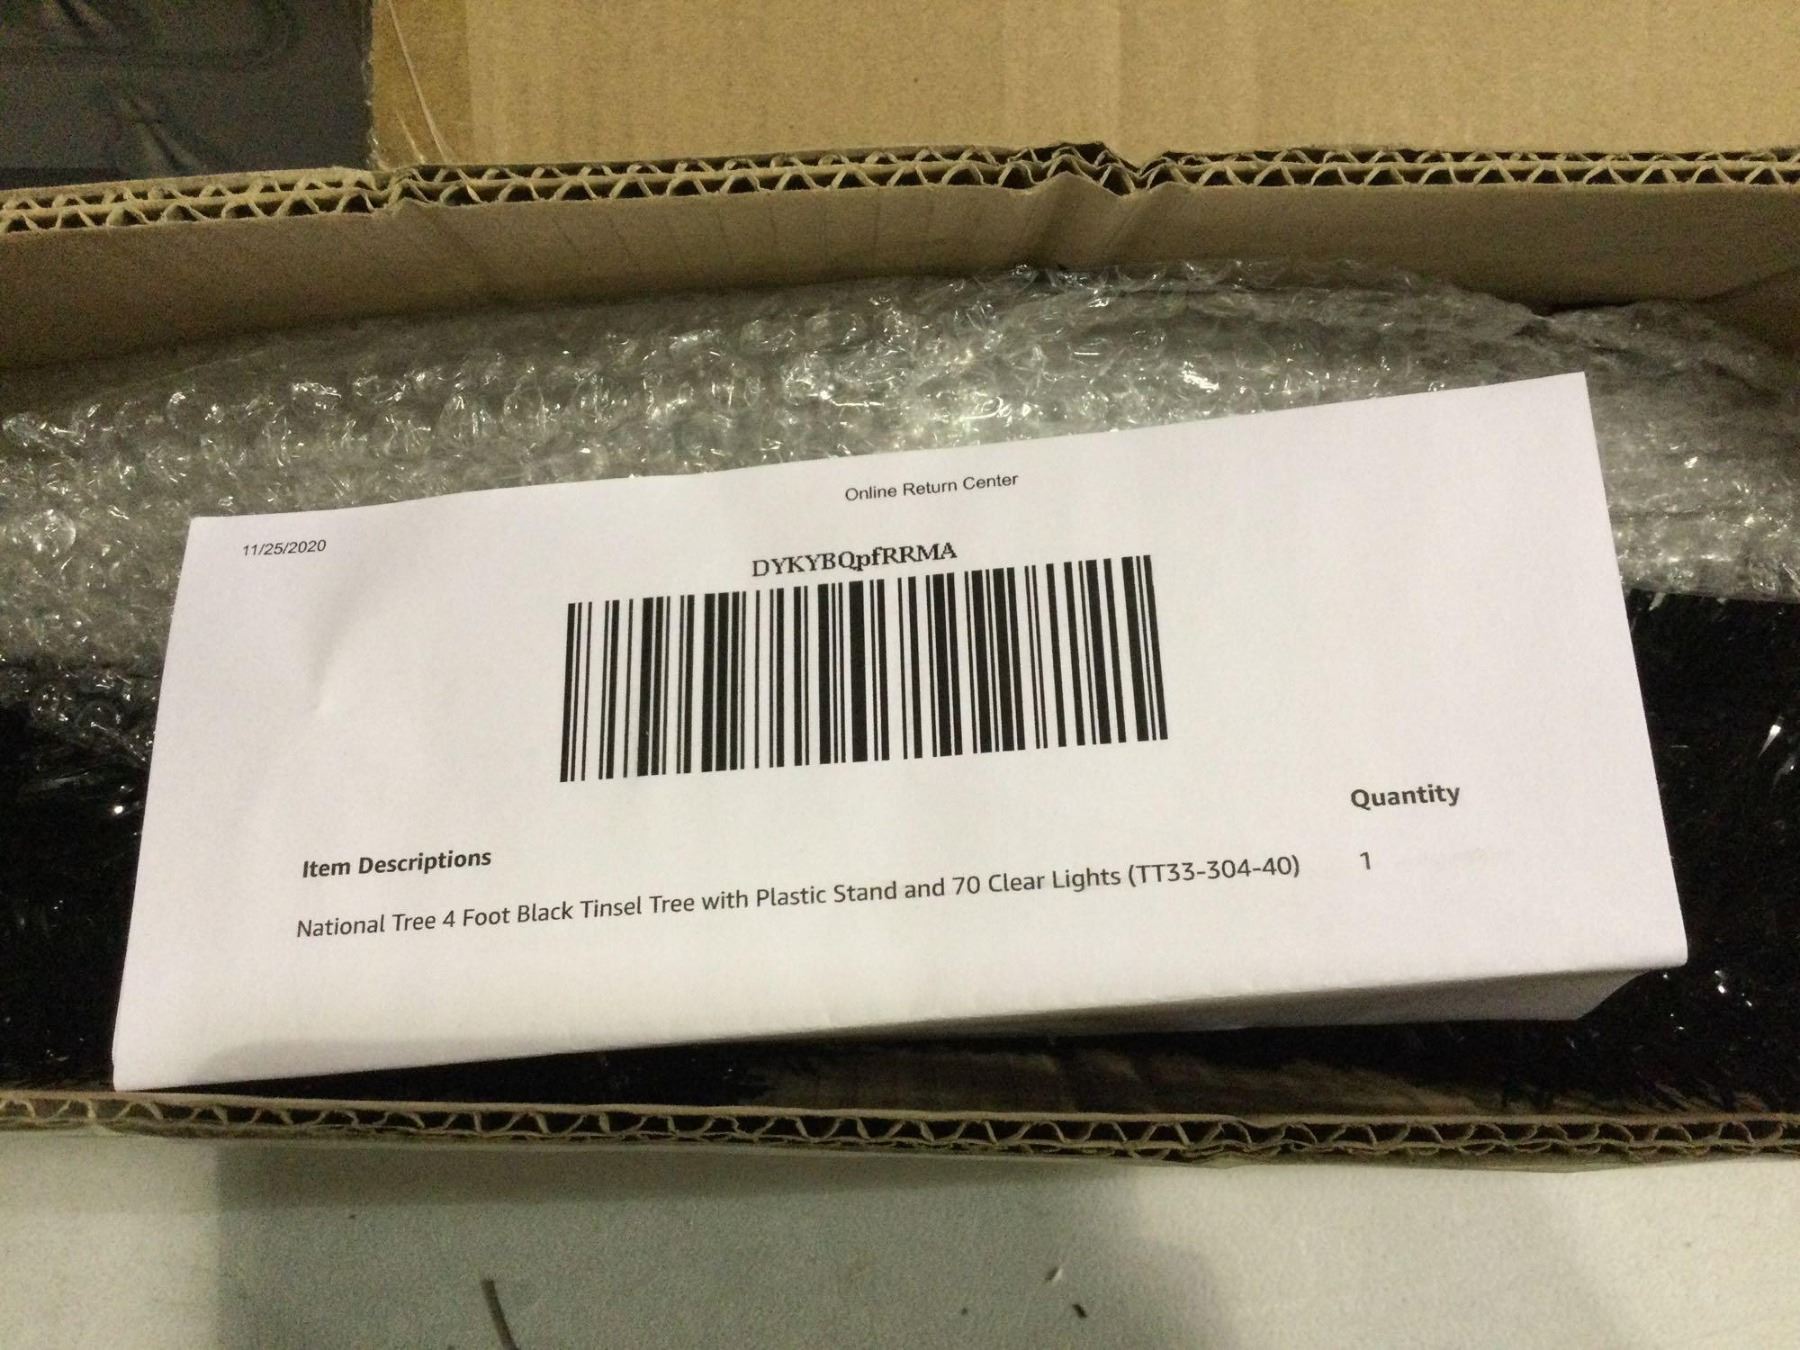 Online Return Center
11/25/2020
DYKYBQpfRRMA
Item Descriptions Quantity
National Tree 4 Foot Black Tinsel Tree with Plastic Stand and 70 Clear Lights (TT33-304-40) 1